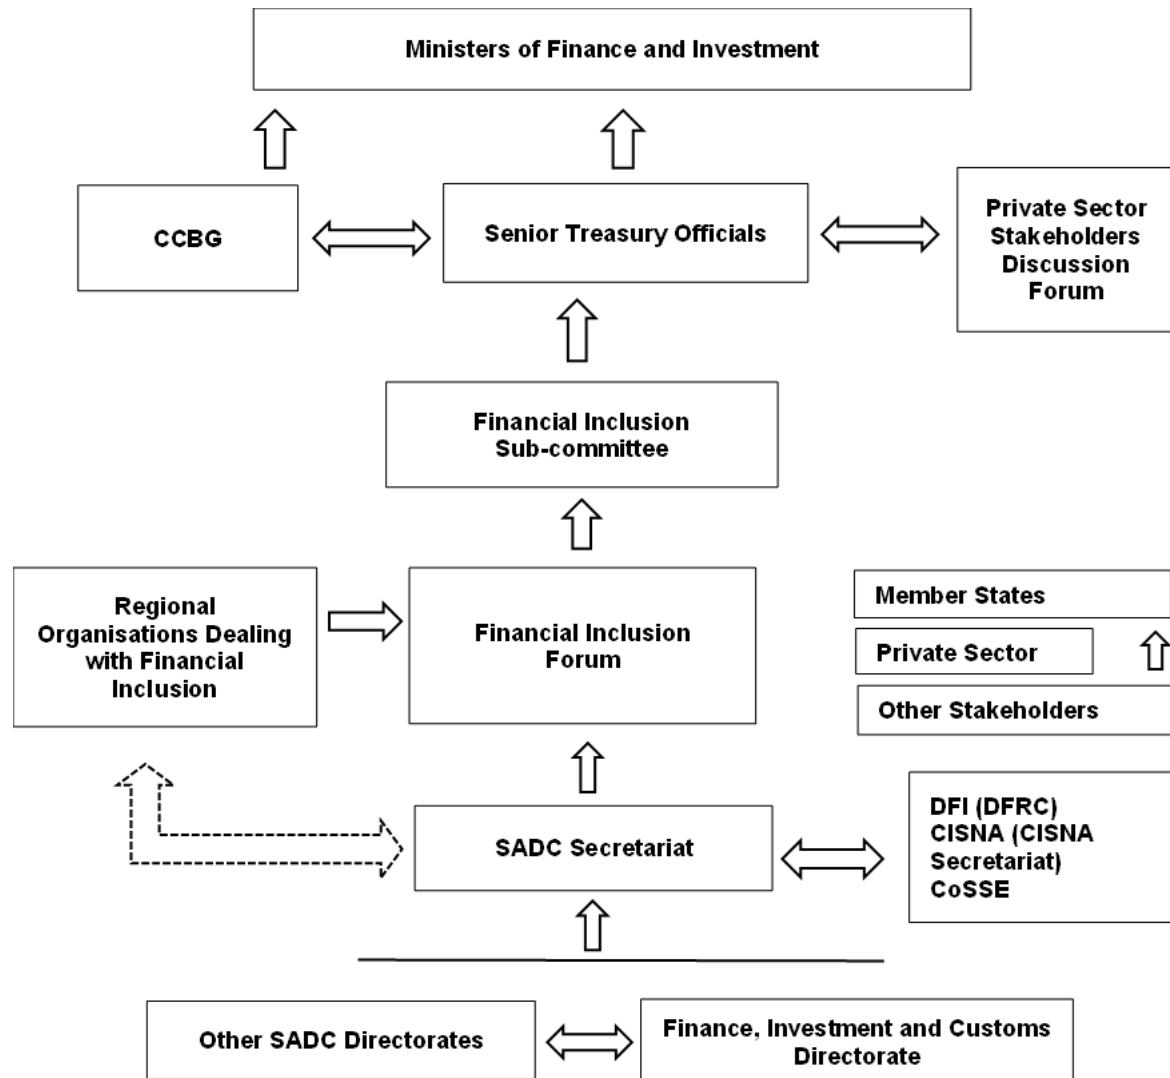 Ministers of Finance and Investment
CCBG
Senior Treasury Officials
Private Sector
Stakeholders
Discussion
Forum
Financial Inclusion
Sub-committee
Regional
Organisations Dealing
with Financial
Inclusion
Financial Inclusion
Forum
Member States
Private Sector
Other Stakeholders
SADC Secretariat
DFI (DFRC)
CISNA (CISNA
Secretariat)
CoSSE
Other SADC Directorates
Finance, Investment and Customs
Directorate